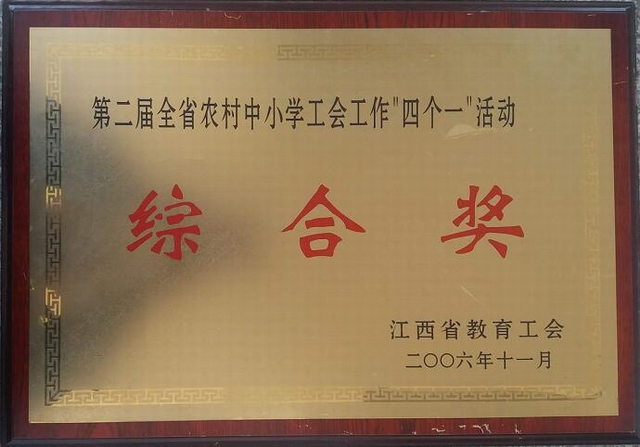 第二届全省农村中小学工会工作"四个一"活动
综合奖
江西省教育工会
二〇〇六年十一月